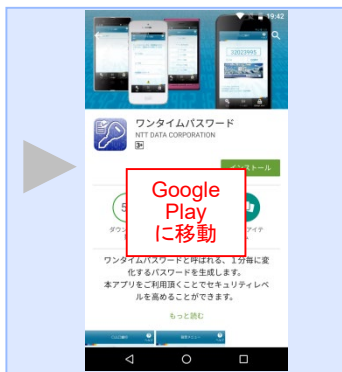 19:42
32023995
ワンタイムパスワード
NTT DATA CORPORATION
3+
インストール
Google
Play
に移動
ワンタイムパスワードと呼ばれる、1分毎に変
化するパスワードを生成します。
本アプリをご利用頂くことでセキュリティレベ
ルを高めることができます。
もっと読む